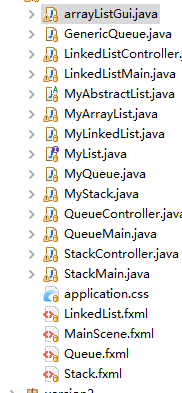 arrayListGui.java
GenericQueue.java
LinkedListController.java
LinkedListMain.java
MyAbstractList.java
MyArrayList.java
MyLinkedList.java
MyList.java
MyQueue.java
MyStack.java
QueueController.java
QueueMain.java
StackController.java
StackMain.java
application.css
LinkedList.fxml
MainScene.fxml
Queue.fxml
Stack.fxml